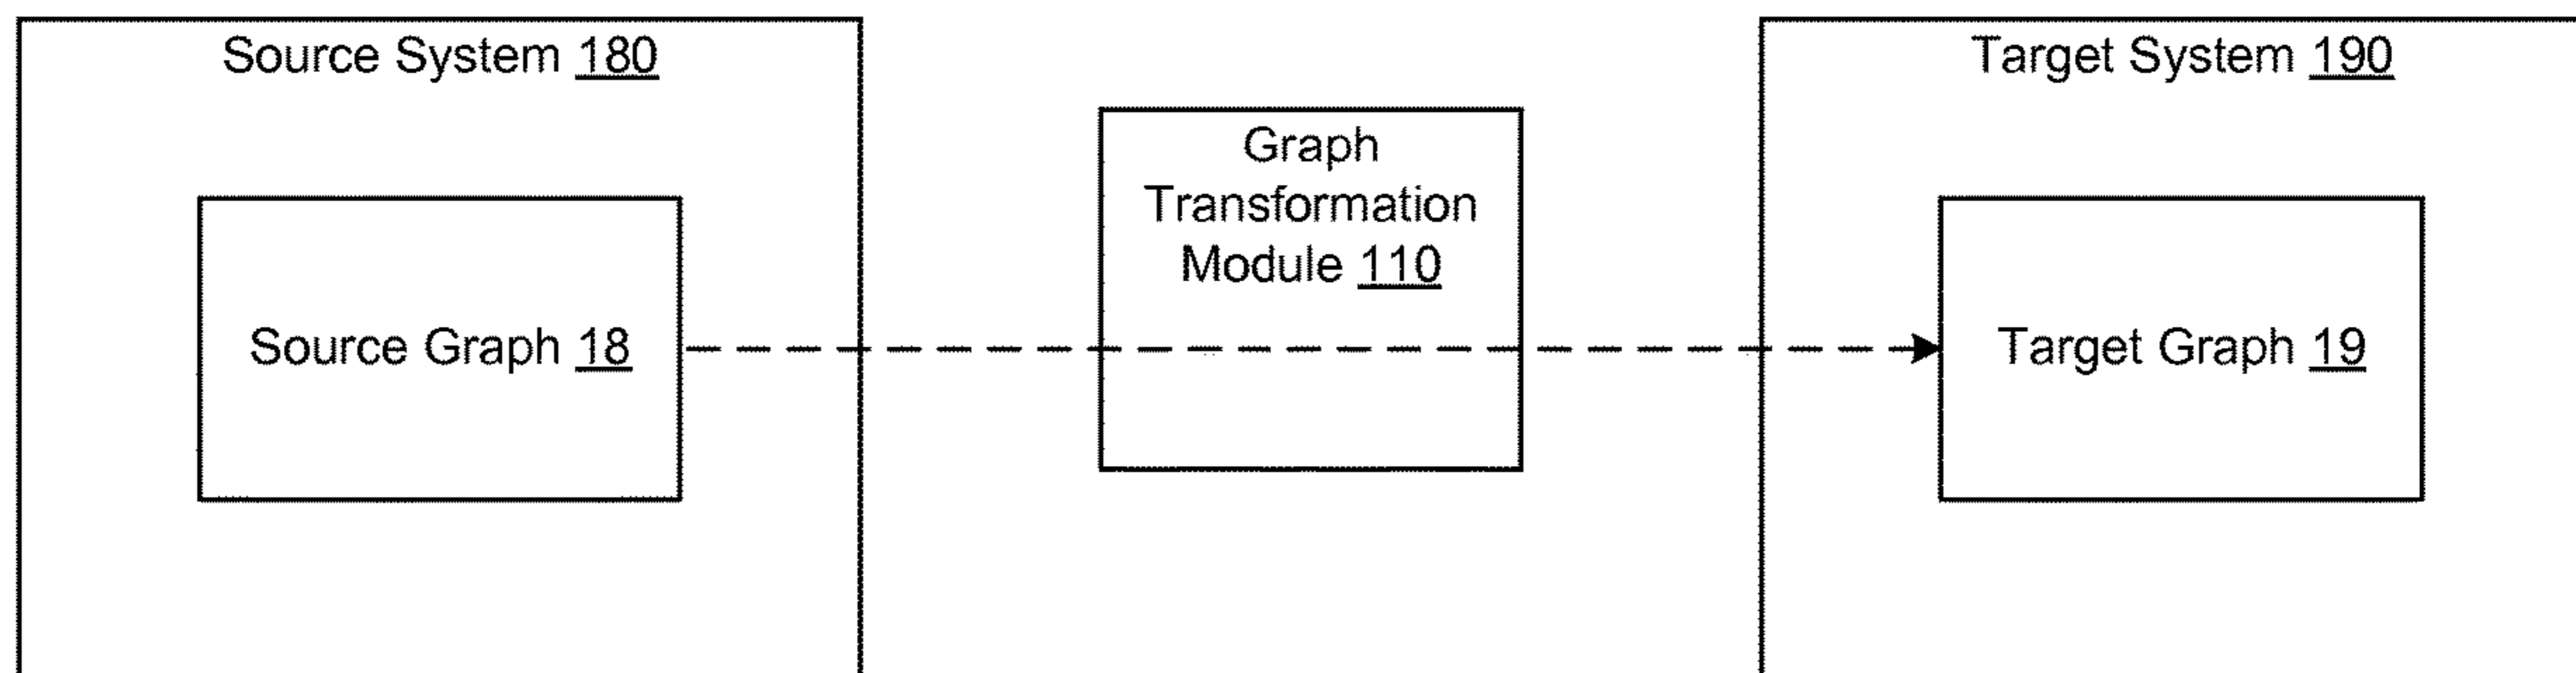 Source System 180
Target System 190
Graph
Transformation
Module 110
Source Graph 18
Target Graph 19